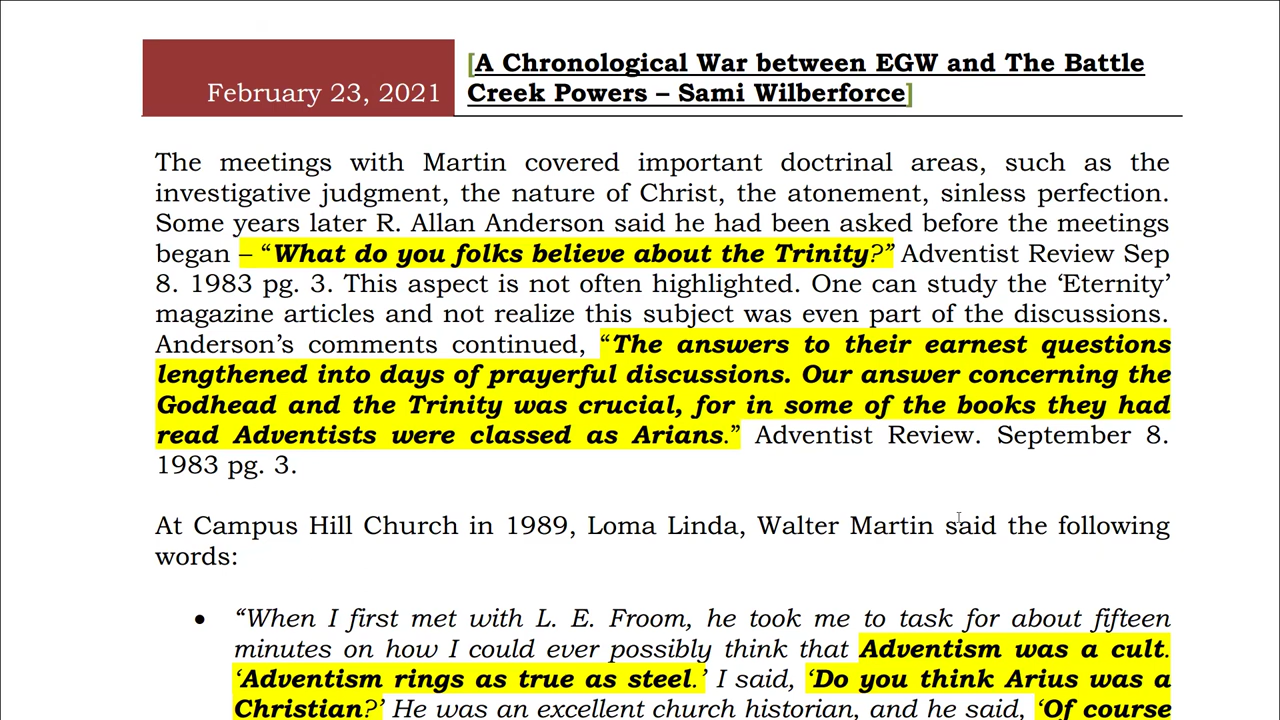 February 23, 2021
[A Chronological War between EGW and The Battle
Creek Powers – Sami Wilberforce]
The meetings with Martin covered important doctrinal areas, such as the
investigative judgment, the nature of Christ, the atonement, sinless perfection.
Some years later R. Allan Anderson said he had been asked before the meetings
began – “What do you folks believe about the Trinity?” Adventist Review Sep
8. 1983 pg. 3. This aspect is not often highlighted. One can study the ‘Eternity’
magazine articles and not realize this subject was even part of the discussions.
Anderson’s comments continued, “The answers to their earnest questions
lengthened into days of prayerful discussions. Our answer concerning the
Godhead and the Trinity was crucial, for in some of the books they had
read Adventists were classed as Arians.” Adventist Review. September 8.
1983 pg. 3.
At Campus Hill Church in 1989, Loma Linda, Walter Martin said the following
words:
• “When I first met with L. E. Froom, he took me to task for about fifteen
minutes on how I could ever possibly think that Adventism was a cult.
‘Adventism rings as true as steel.’ I said, ‘Do you think Arius was a
Christian?’ He was an excellent church historian, and he said, ‘Of course